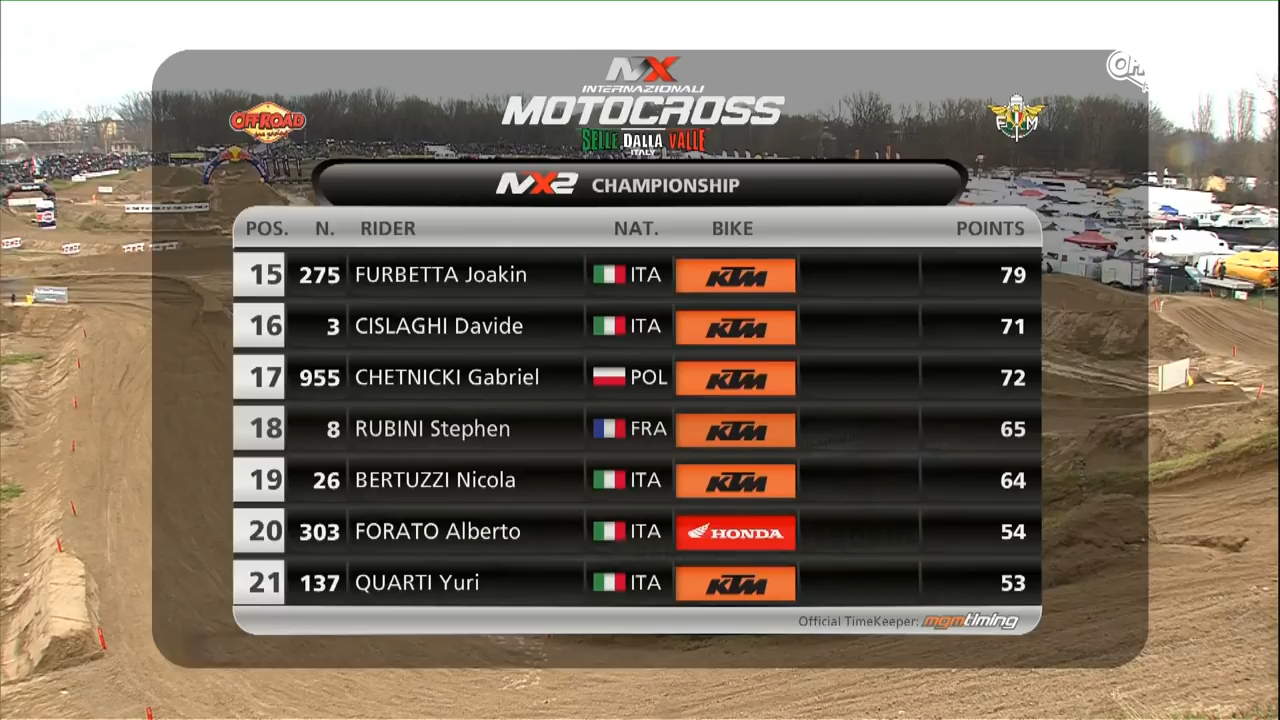 MX
INTERNAZIONALI
MOTOCROSS
SELLE DALLA VALLE
ITALY
OFFROAD
FMI
MX2 CHAMPIONSHIP
POS. N. RIDER NAT. BIKE POINTS
15 275 FURBETTA Joakin ITA KTM 79
16 3 CISLAGHI Davide ITA KTM 71
17 955 CHETNICKI Gabriel POL KTM 72
18 8 RUBINI Stephen FRA KTM 65
19 26 BERTUZZI Nicola ITA KTM 64
20 303 FORATO Alberto ITA HONDA 54
21 137 QUARTI Yuri ITA KTM 53
Official TimeKeeper: mgmtiming